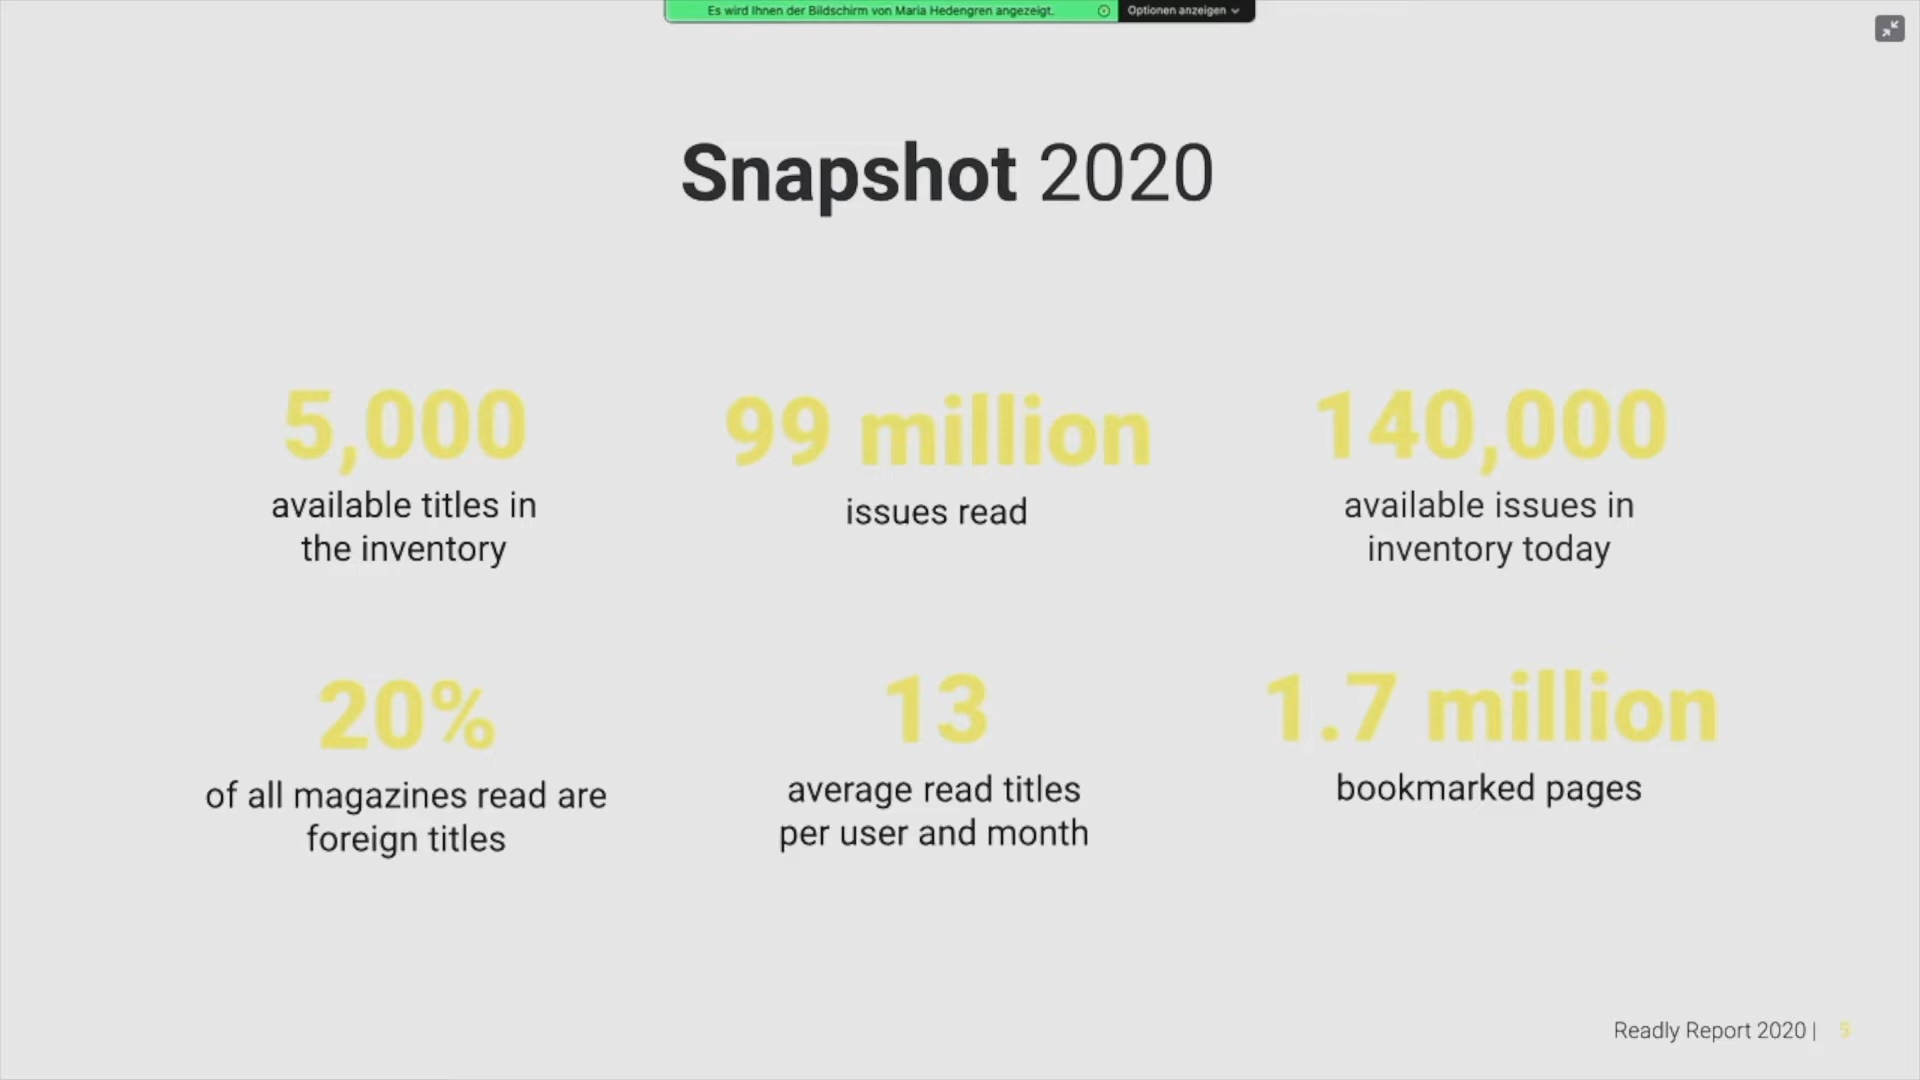 Es wird Ihnen der Bildschirm von Maria Hedengren angezeigt.
Optionen anzeigen
Snapshot 2020
5,000
available titles in
the inventory
99 million
issues read
140,000
available issues in
inventory today
20%
of all magazines read are
foreign titles
13
average read titles
per user and month
1.7 million
bookmarked pages
Readly Report 2020 | 5